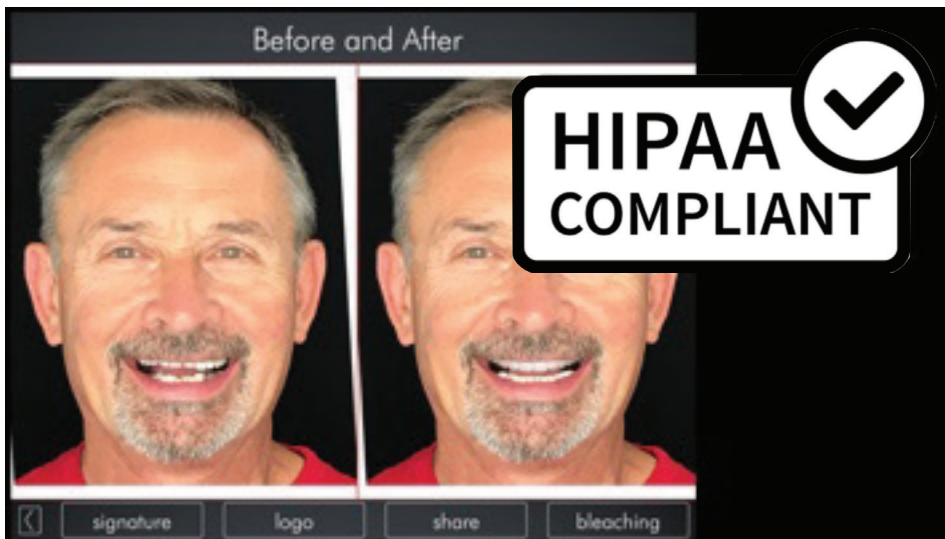 Before and After
HIPAA
COMPLIANT
signature
logo
share
bleaching